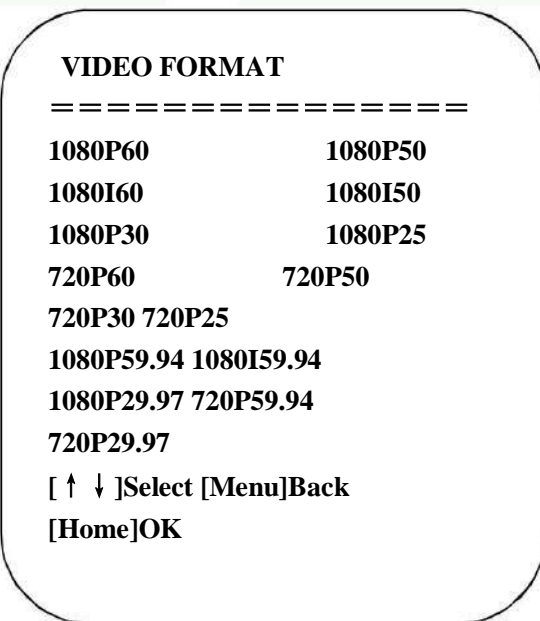 VIDEO FORMAT
===============
1080P60 1080P50
1080I60 1080I50
1080P30 1080P25
720P60 720P50
720P30 720P25
1080P59.94 1080I59.94
1080P29.97 720P59.94
720P29.97
[↑↓]Select [Menu]Back
[Home]OK